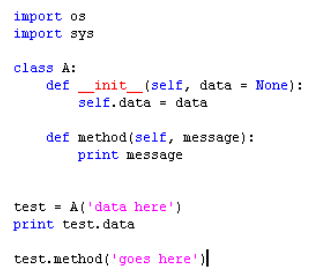 import os
import sys
class A:
    def __init__(self, data = None):
        self.data = data
    def method(self, message):
        print message
test = A('data here')
print test.data
test.method('goes here')